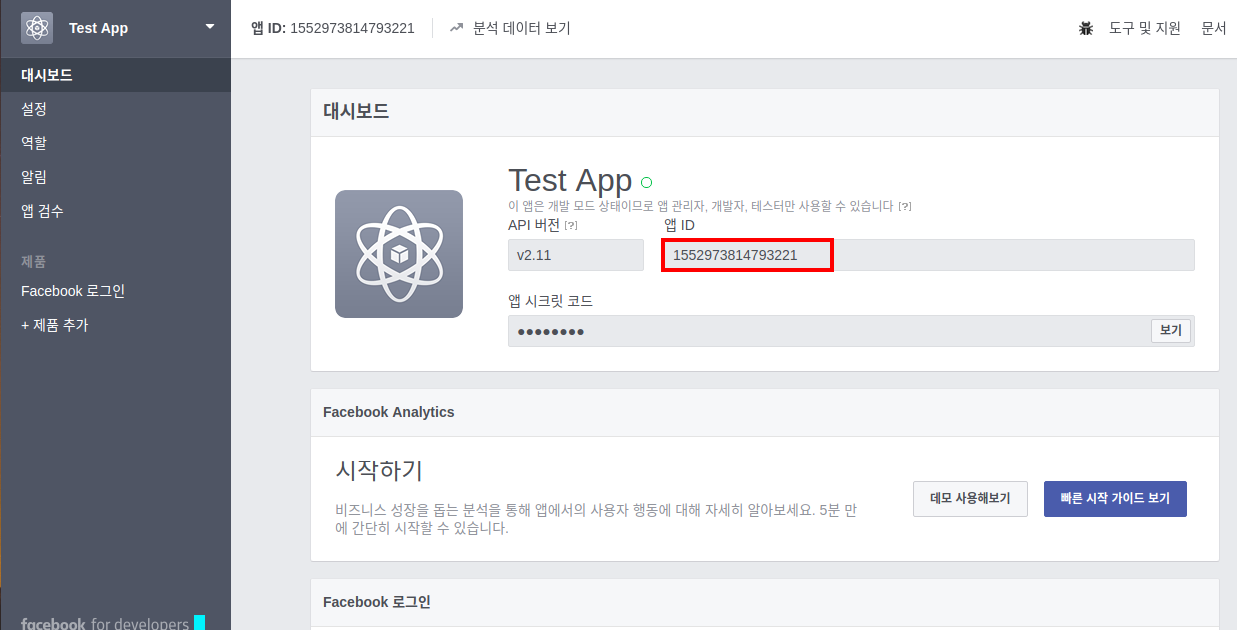 Test App
앱 ID: 1552973814793221
분석 데이터 보기
도구 및 지원
문서
대시보드
설정
역할
알림
앱 검수
제품
Facebook 로그인
+ 제품 추가
facebook for developers
대시보드
Test App
이 앱은 개발 모드 상태이므로 앱 관리자, 개발자, 테스터만 사용할 수 있습니다 [?]
API 버전 [?]
앱 ID
v2.11
1552973814793221
앱 시크릿 코드
●●●●●●●●
보기
Facebook Analytics
시작하기
비즈니스 성장을 돕는 분석을 통해 앱에서의 사용자 행동에 대해 자세히 알아보세요. 5분 만
에 간단히 시작할 수 있습니다.
데모 사용해보기
빠른 시작 가이드 보기
Facebook 로그인